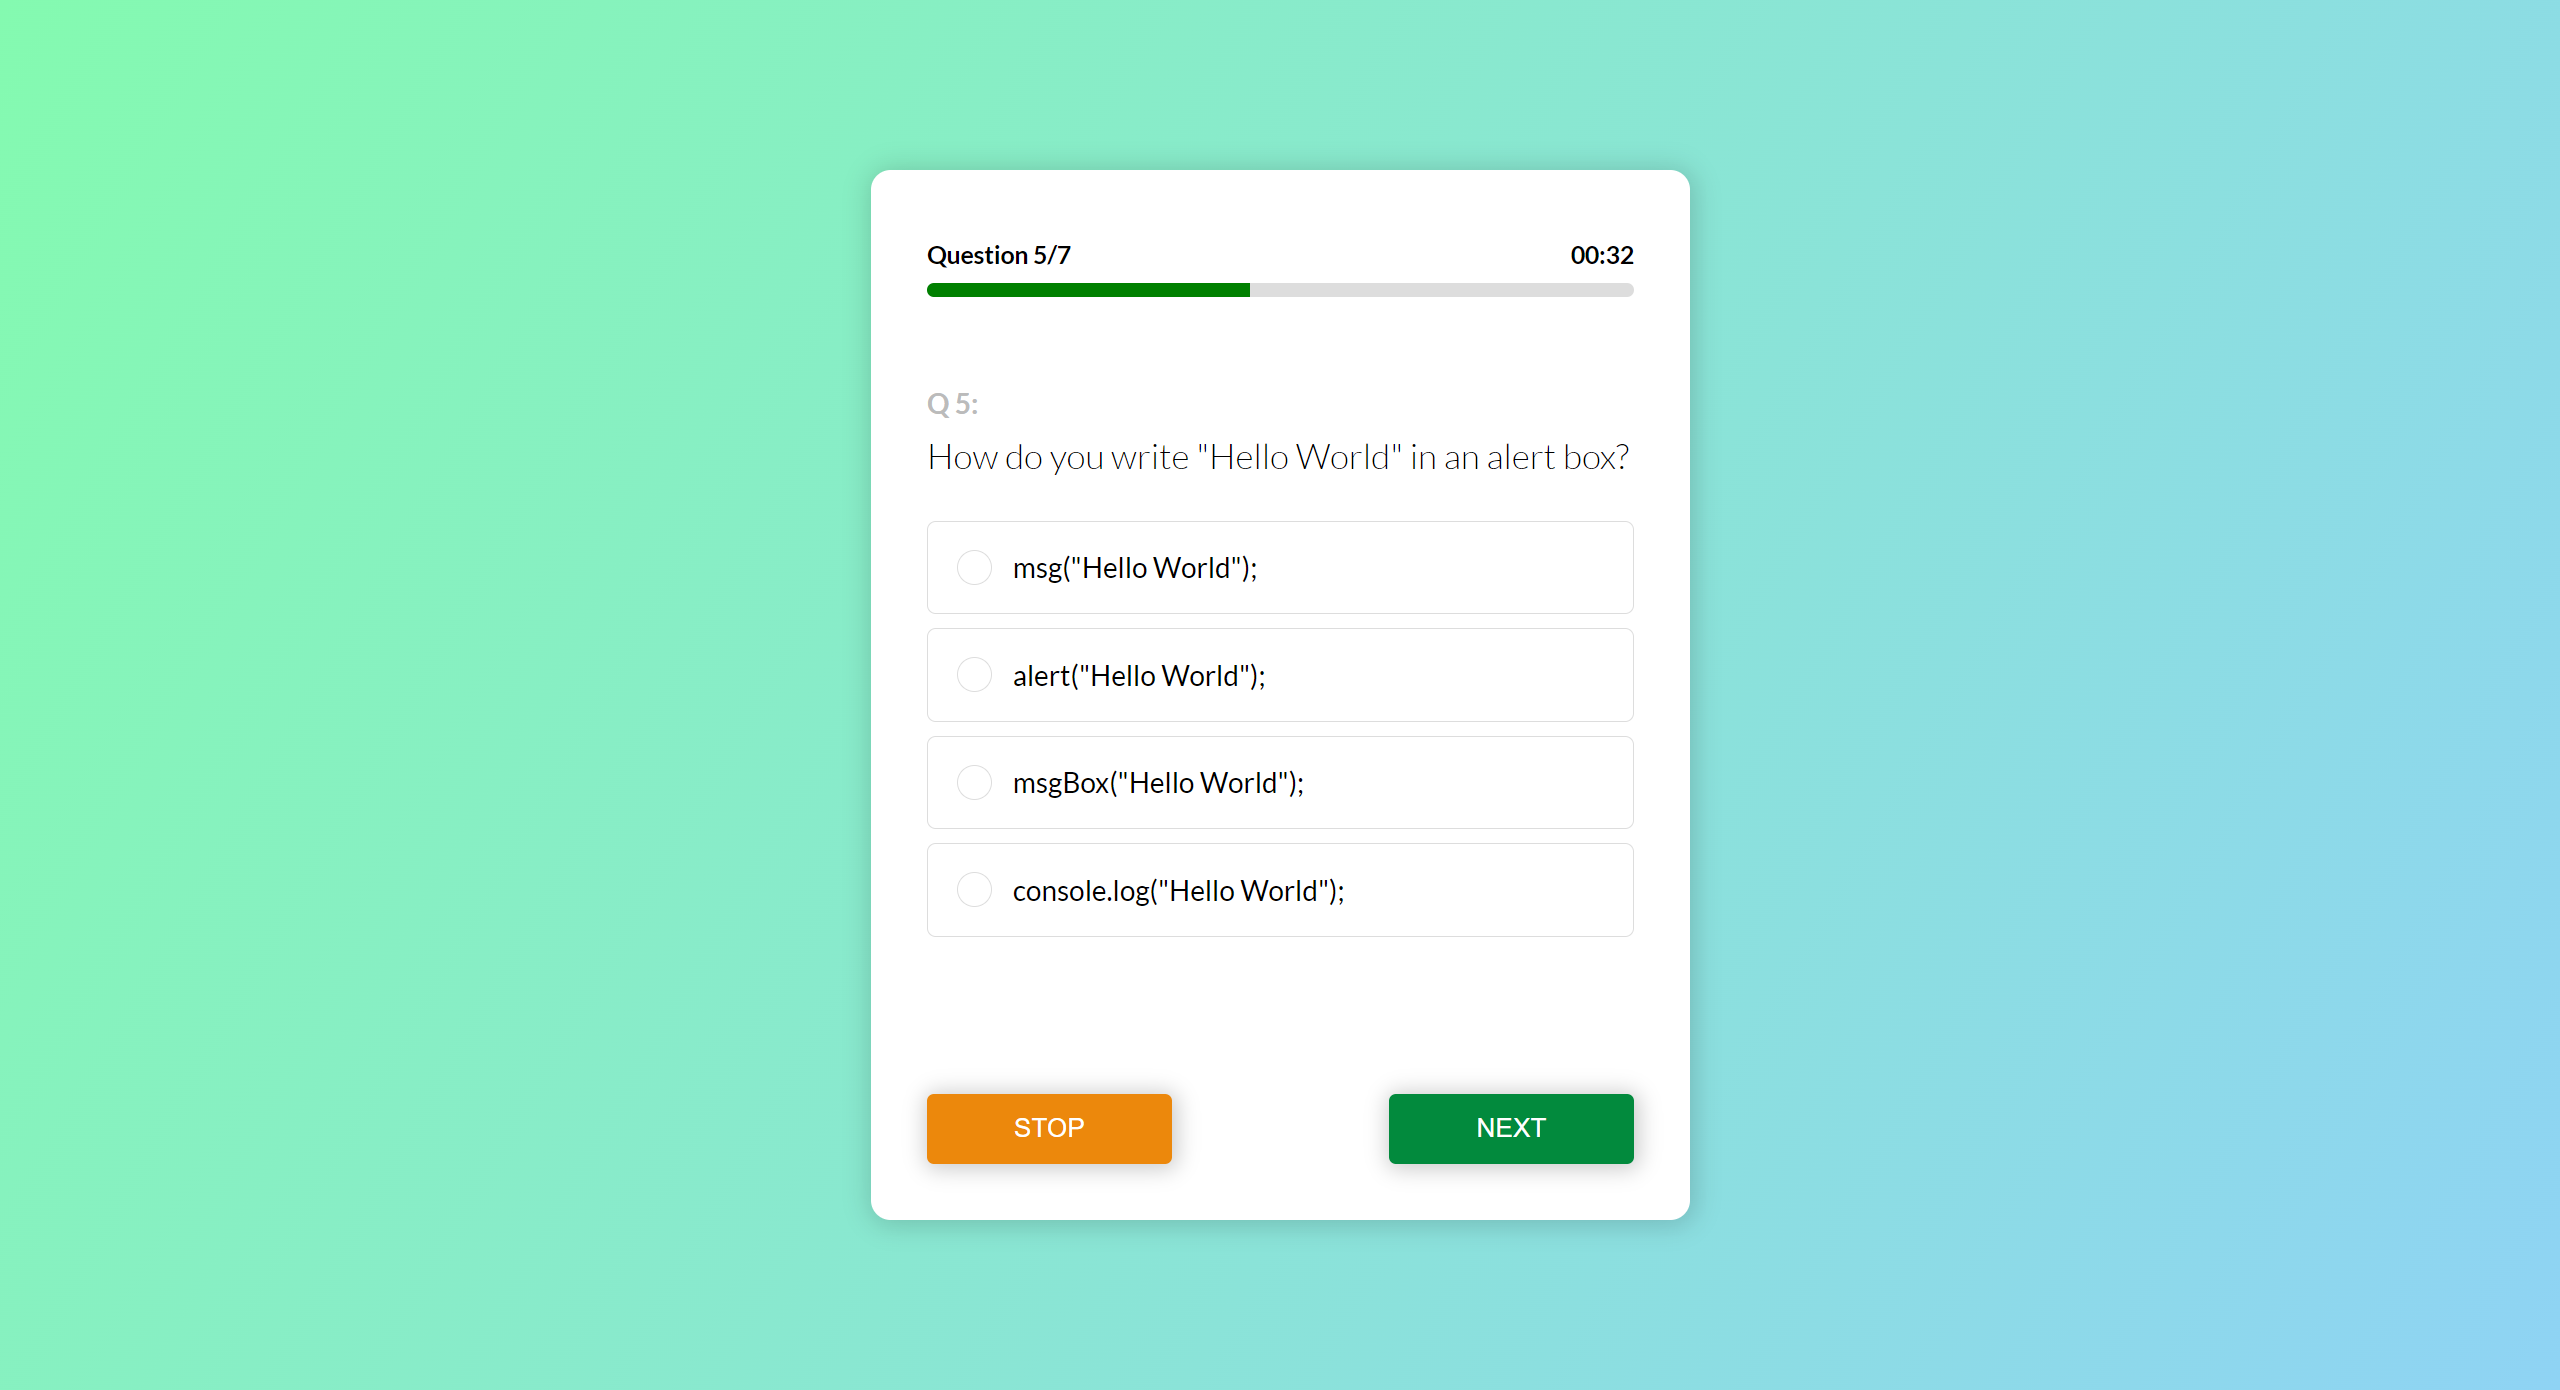 Question 5/7 00:32
Q 5:
How do you write "Hello World" in an alert box?
msg("Hello World");
alert("Hello World");
msgBox("Hello World");
console.log("Hello World");
STOP NEXT